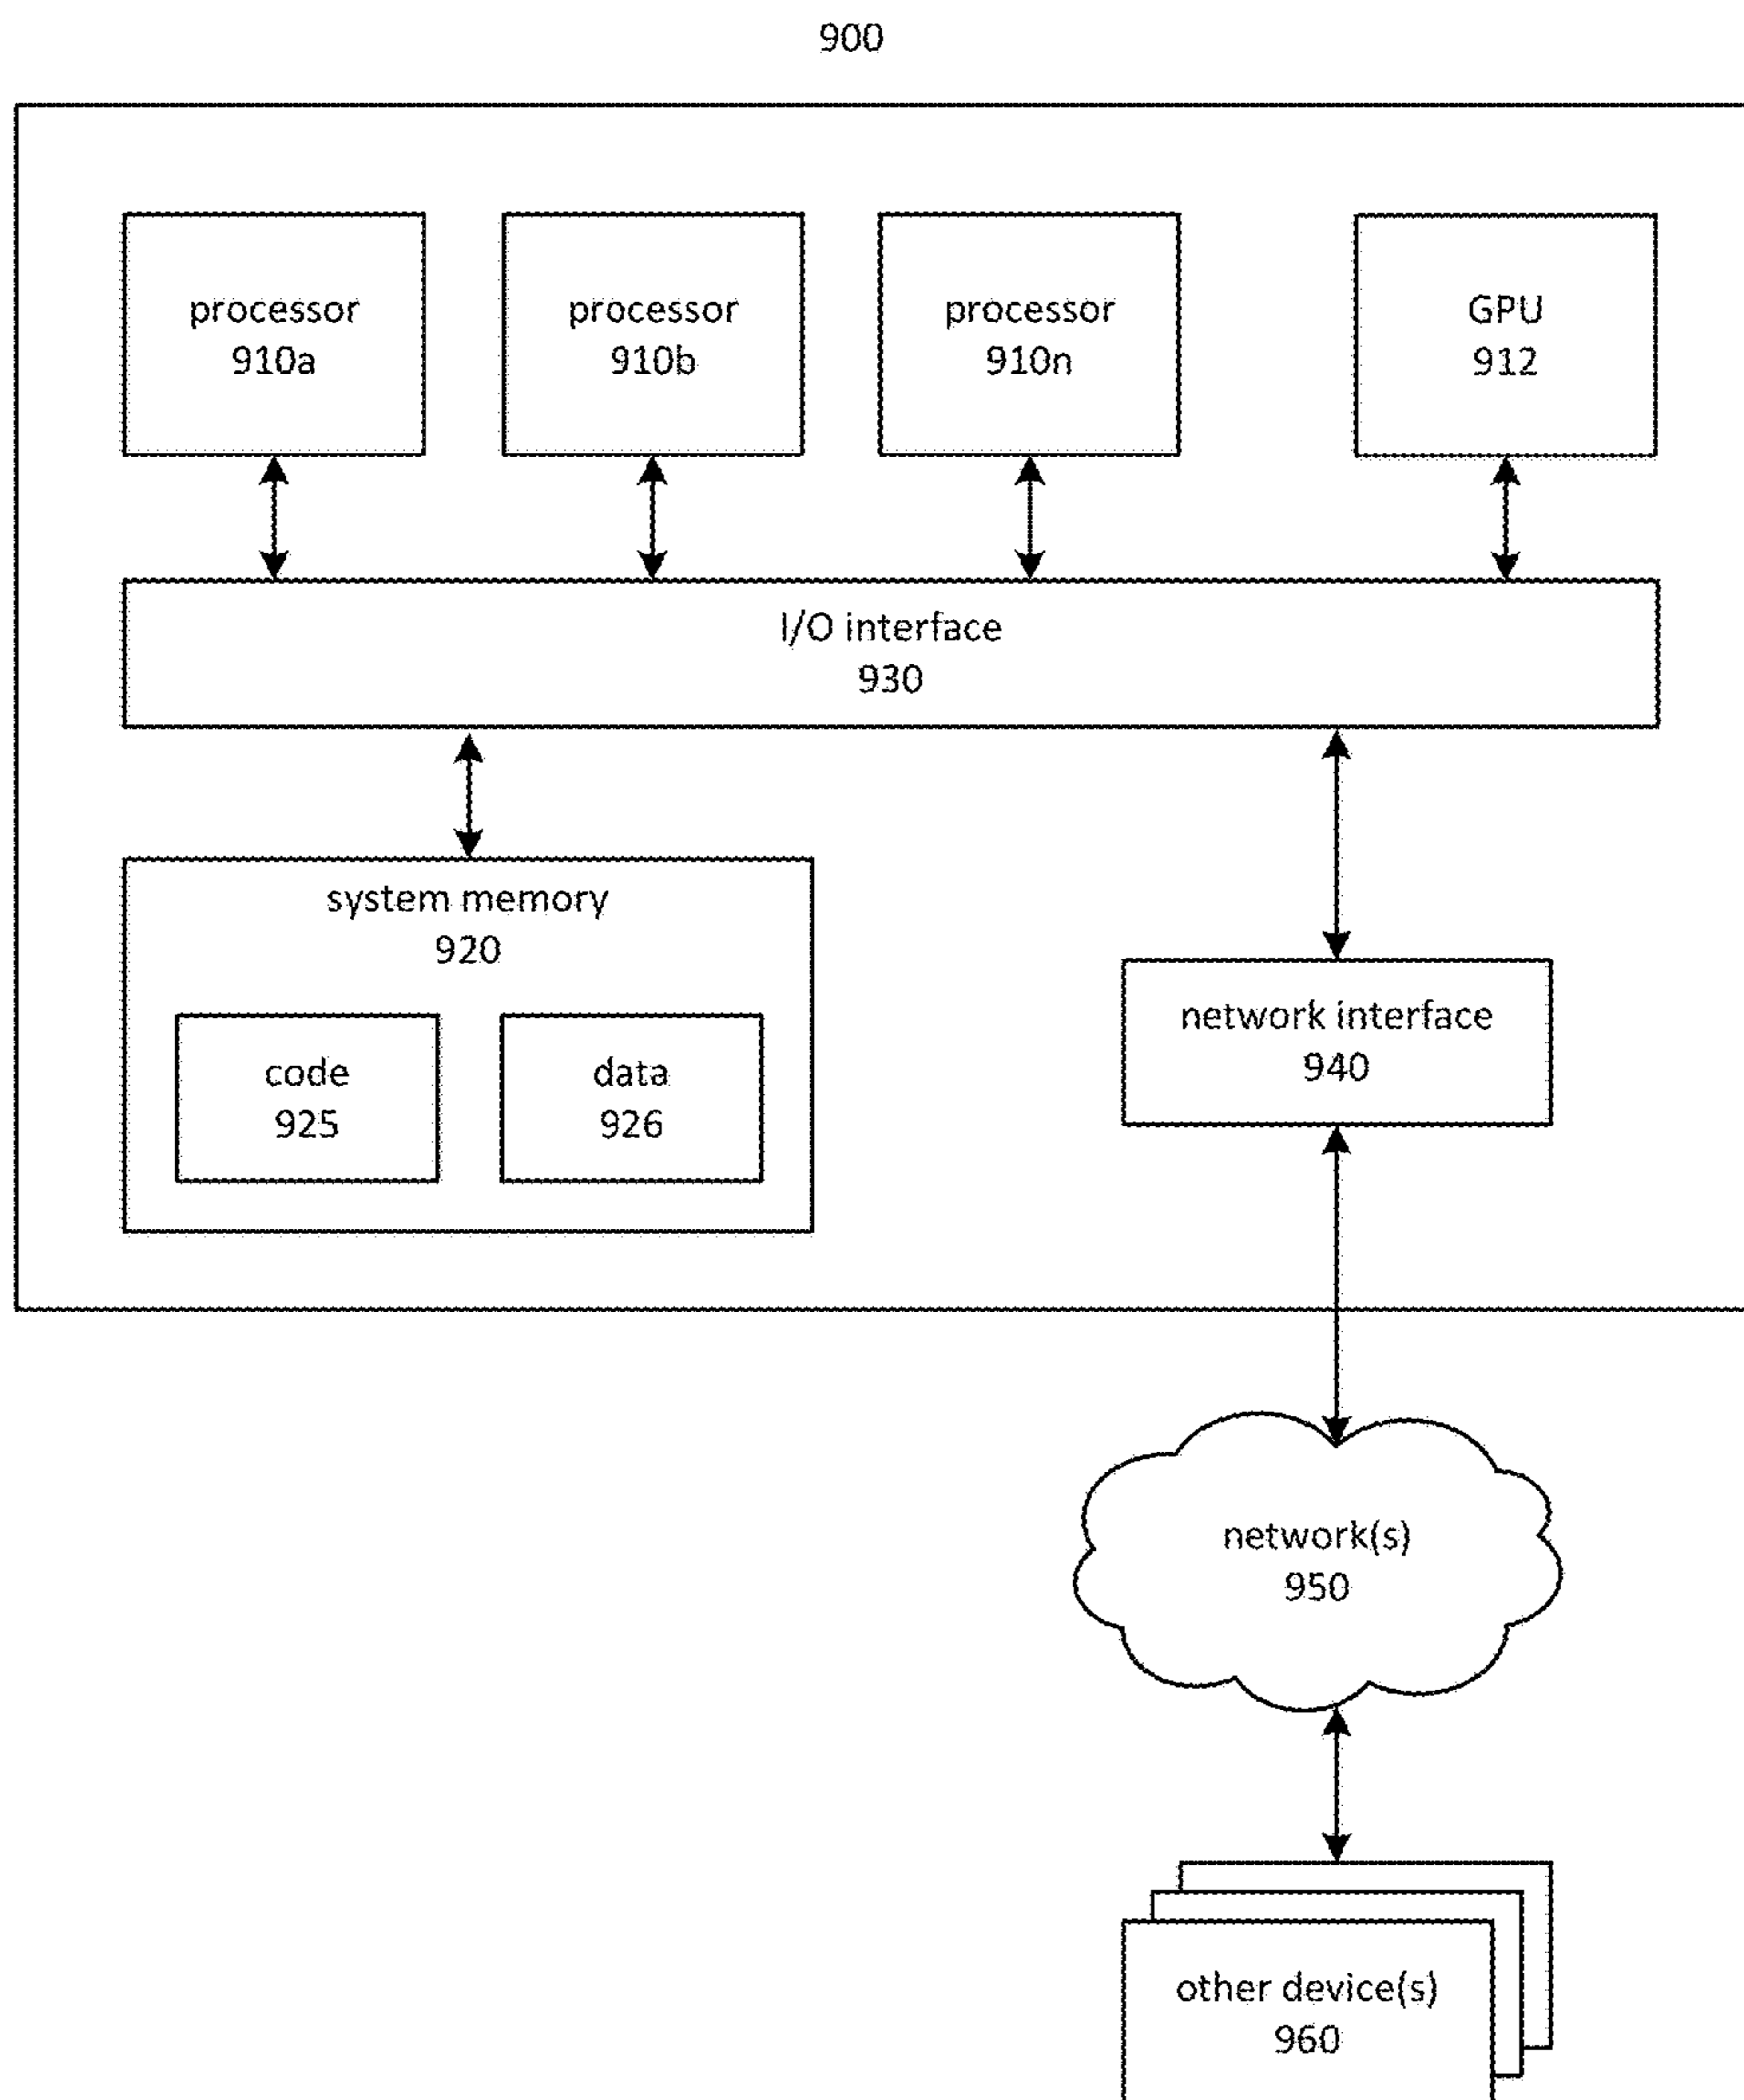 900
processor
910a
processor
910b
processor
910n
GPU
912
I/O interface
930
system memory
920
code
925
data
926
network interface
940
network(s)
950
other device(s)
960